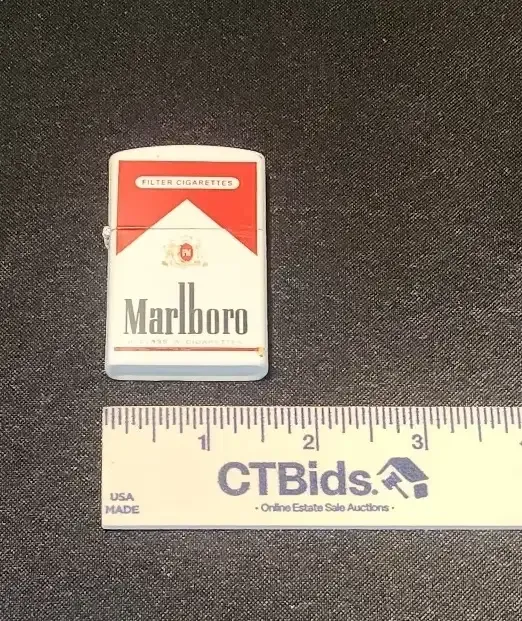 FILTER CIGARETTES
PM
Marlboro
1 2 3
CTBids.
USA
MADE
· Online Estate Sale Auctions ·